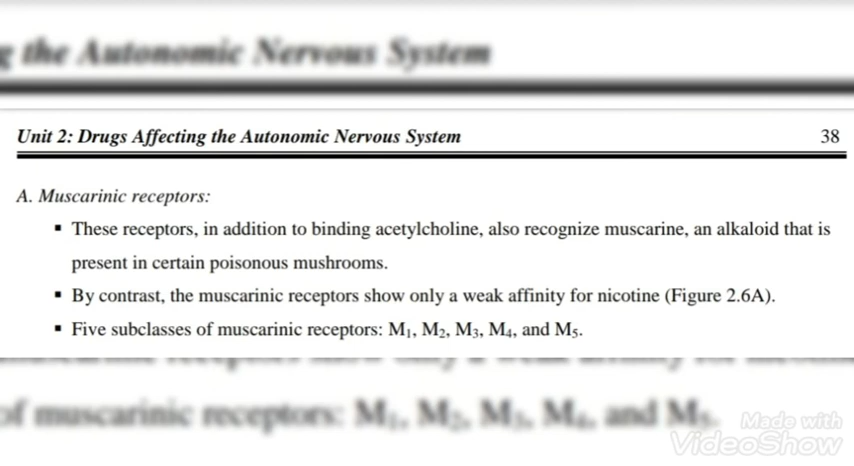 g the Autonomic Nervous System
Unit 2: Drugs Affecting the Autonomic Nervous System 38
A. Muscarinic receptors:
▪ These receptors, in addition to binding acetylcholine, also recognize muscarine, an alkaloid that is
present in certain poisonous mushrooms.
▪ By contrast, the muscarinic receptors show only a weak affinity for nicotine (Figure 2.6A).
▪ Five subclasses of muscarinic receptors: M₁, M₂, M₃, M₄, and M₅.
of muscarinic receptors: M₁, M₂, M₃, M₄, and M₅.
Made with
VideoShow